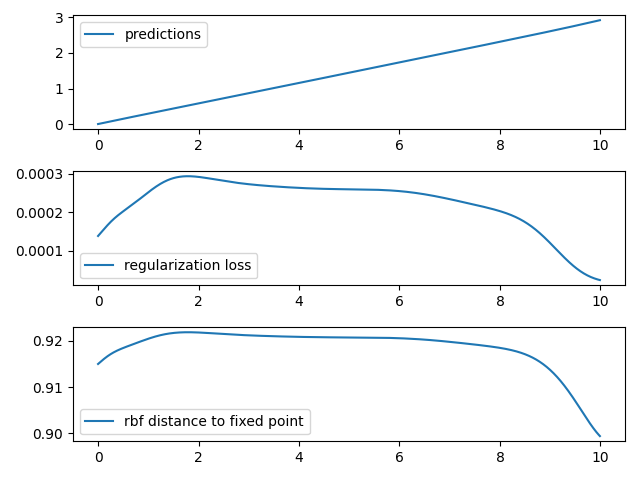 3
2
1
0
predictions
0 2 4 6 8 10
0.0003
0.0002
0.0001
regularization loss
0 2 4 6 8 10
0.92
0.91
0.90
rbf distance to fixed point
0 2 4 6 8 10